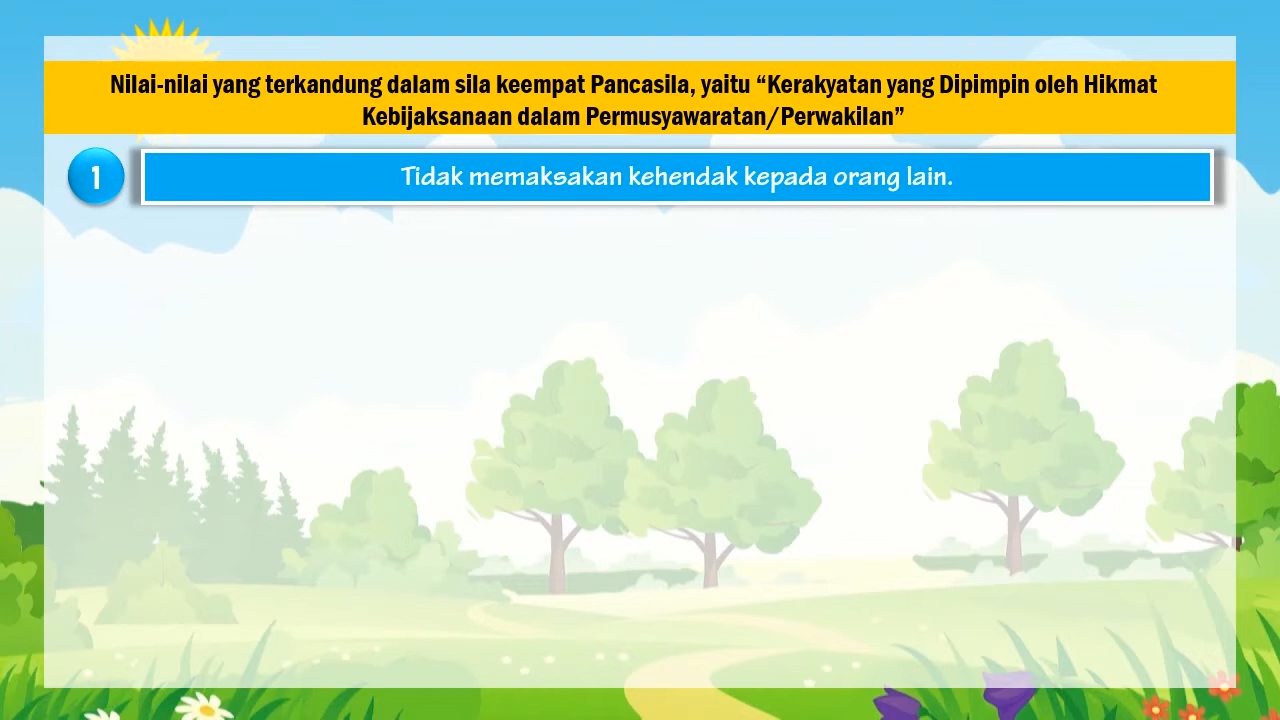 Nilai-nilai yang terkandung dalam sila keempat Pancasila, yaitu “Kerakyatan yang Dipimpin oleh Hikmat
Kebijaksanaan dalam Permusyawaratan/Perwakilan”
1
Tidak memaksakan kehendak kepada orang lain.